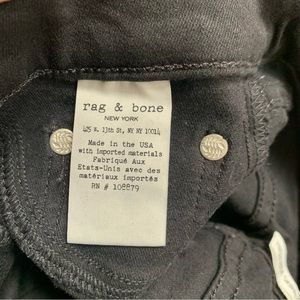 rag & bone
NEW YORK
425 W. 13th St, NY NY 10014
Made in the USA
with imported materials
Fabriqué Aux
Etats-Unis avec des
matériaux importés
RN # 108879